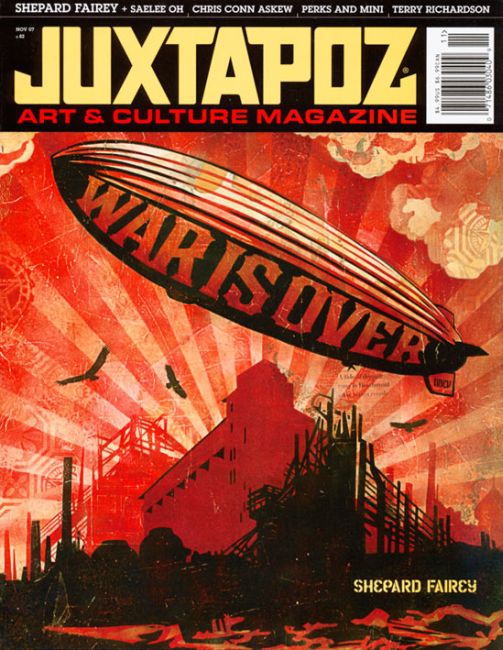 SHEPARD FAIREY + SAELEE OH | CHRIS CONN ASKEW | PERKS AND MINI | TERRY RICHARDSON
NOV 07
JUXTAPOZ
ART & CULTURE MAGAZINE
WAR IS OVER
SHEPARD FAIREY